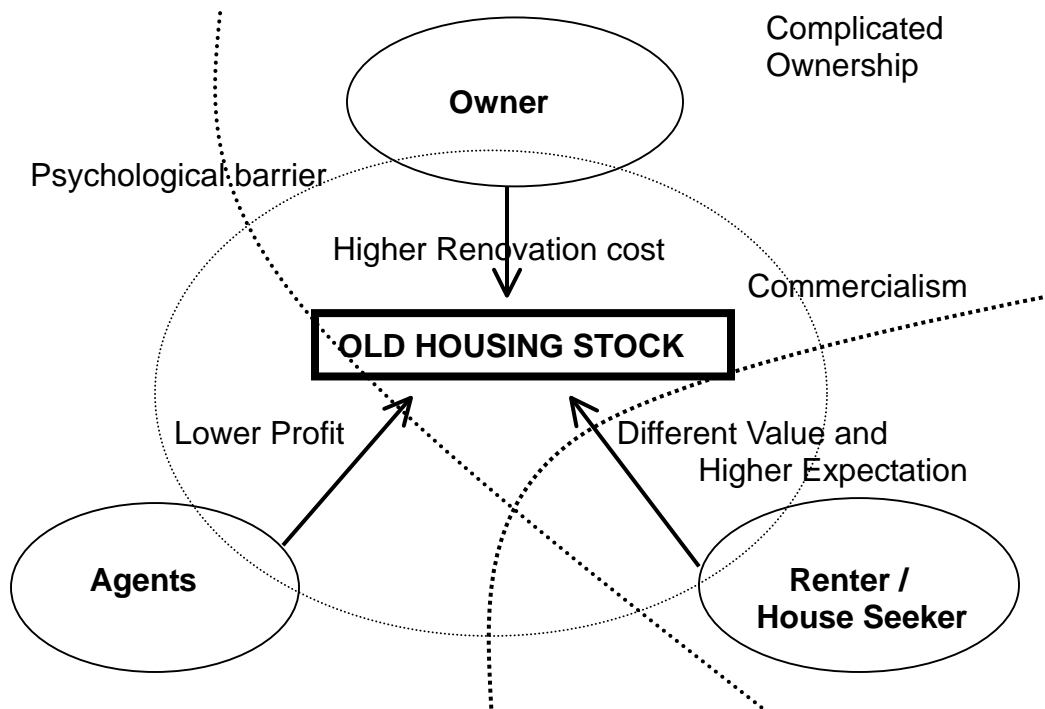 Complicated
Ownership
Owner
Psychological barrier
Higher Renovation cost
Commercialism
OLD HOUSING STOCK
Lower Profit
Different Value and
Higher Expectation
Agents
Renter /
House Seeker